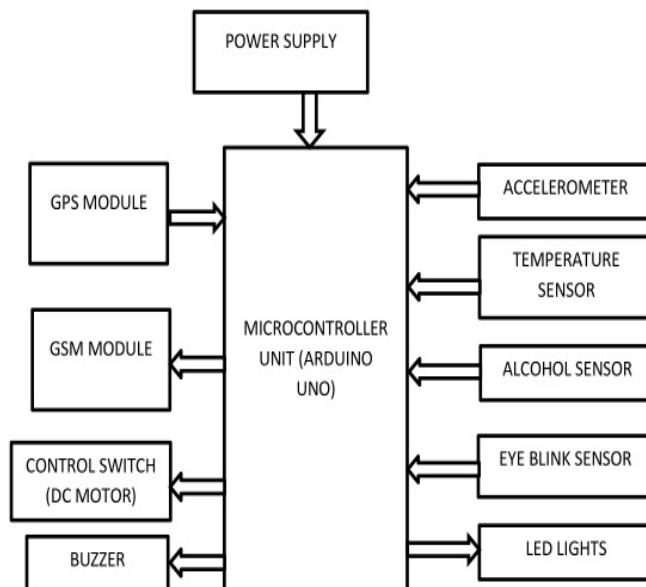 POWER SUPPLY
GPS MODULE
GSM MODULE
CONTROL SWITCH
(DC MOTOR)
BUZZER
MICROCONTROLLER
UNIT (ARDUINO
UNO)
ACCELEROMETER
TEMPERATURE
SENSOR
ALCOHOL SENSOR
EYE BLINK SENSOR
LED LIGHTS